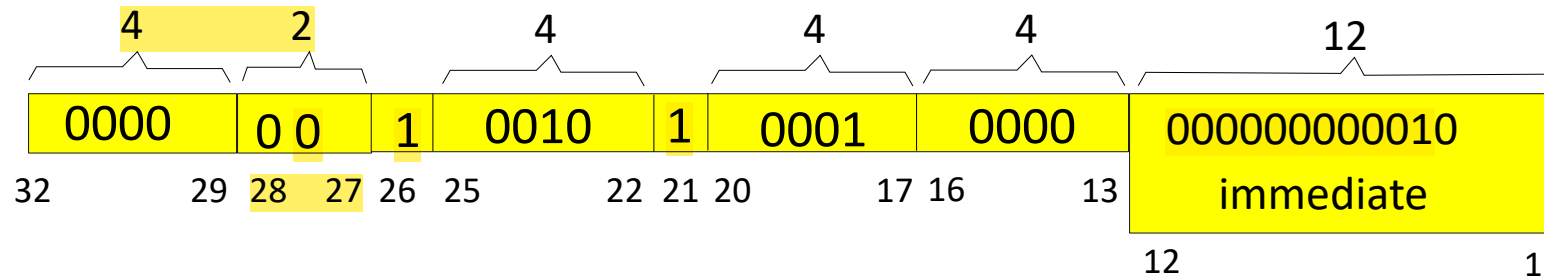 4 2 4 4 4 12
0000 0 0 1 0010 1 0001 0000 000000000010
32 29 28 27 26 25 22 21 20 17 16 13 immediate
12 1